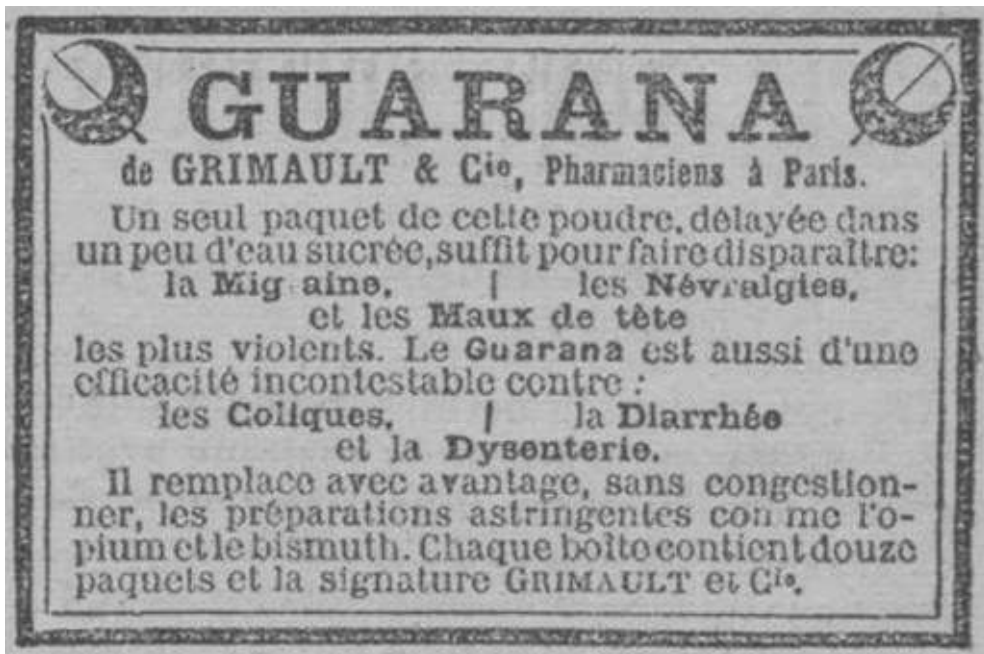 GUARANA
de GRIMAULT & Cie, Pharmaciens à Paris.
Un seul paquet de cette poudre, délayée dans
un peu d'eau sucrée, suffit pour faire disparaître:
la Mig aine, | les Névralgies,
et les Maux de tête
les plus violents. Le Guarana est aussi d'une
efficacité incontestable contre :
les Coliques, | la Diarrhée
et la Dysenterie.
Il remplace avec avantage, sans congestion-
ner, les préparations astringentes comme l'o-
pium et le bismuth. Chaque boîte contient douze
paquets et la signature GRIMAULT et Cie.